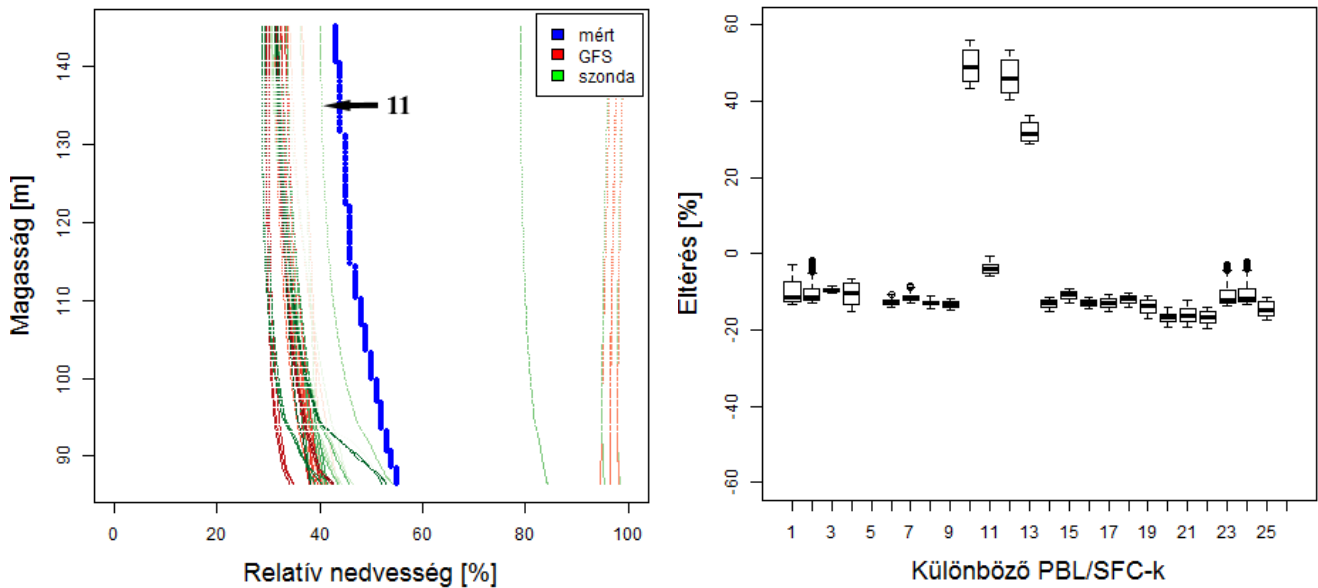 mért
GFS
szonda
11
Magasság [m]
140
130
120
110
100
90
0 20 40 60 80 100
Relatív nedvesség [%]
Eltérés [%]
60
40
20
0
-20
-40
-60
1 3 5 7 9 11 13 15 17 19 21 23 25
Különböző PBL/SFC-k